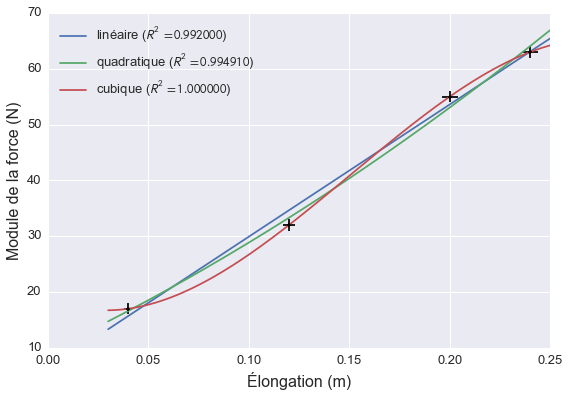 linéaire (R² =0.992000)
quadratique (R² =0.994910)
cubique (R² =1.000000)
Module de la force (N)
70
60
50
40
30
20
10
0.00 0.05 0.10 0.15 0.20 0.25
Élongation (m)